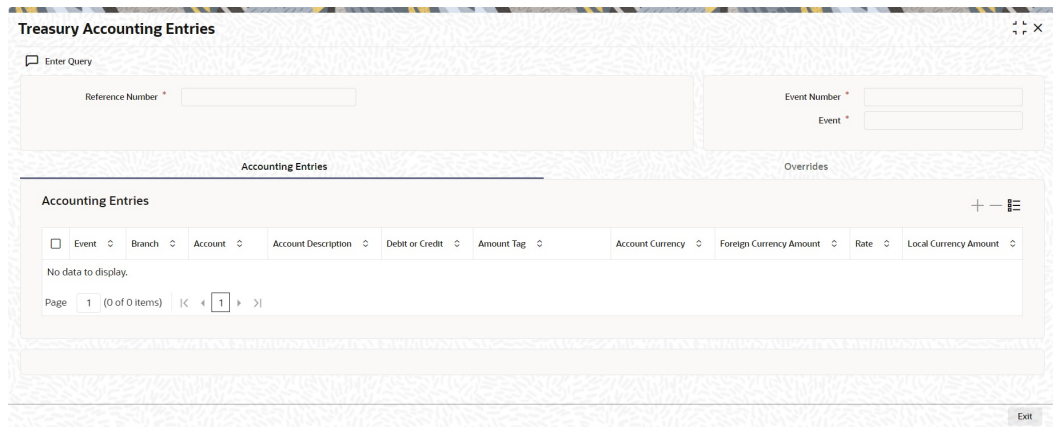 Treasury Accounting Entries
Enter Query
Reference Number *
Event Number *
Event *
Accounting Entries Overrides
Accounting Entries
Event Branch Account Account Description Debit or Credit Amount Tag Account Currency Foreign Currency Amount Rate Local Currency Amount
No data to display.
Page 1 (0 of 0 items) 1
Exit